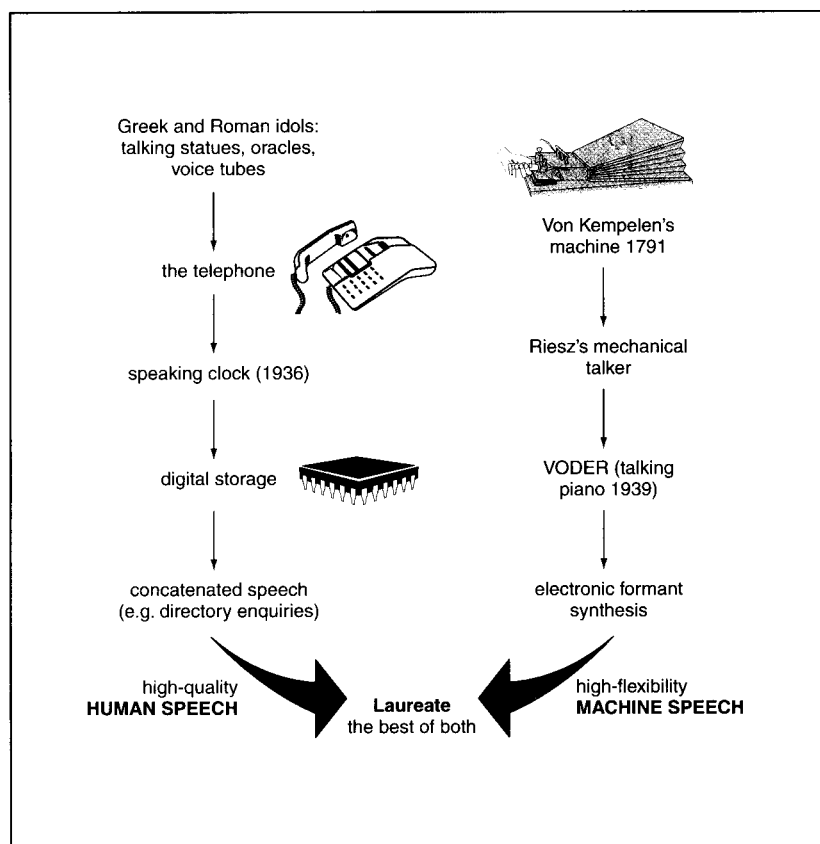 Greek and Roman idols:
talking statues, oracles,
voice tubes
the telephone
speaking clock (1936)
digital storage
concatenated speech
(e.g. directory enquiries)
high-quality
HUMAN SPEECH
Von Kempelen's
machine 1791
Riesz's mechanical
talker
VODER (talking
piano 1939)
electronic formant
synthesis
high-flexibility
MACHINE SPEECH
Laureate
the best of both